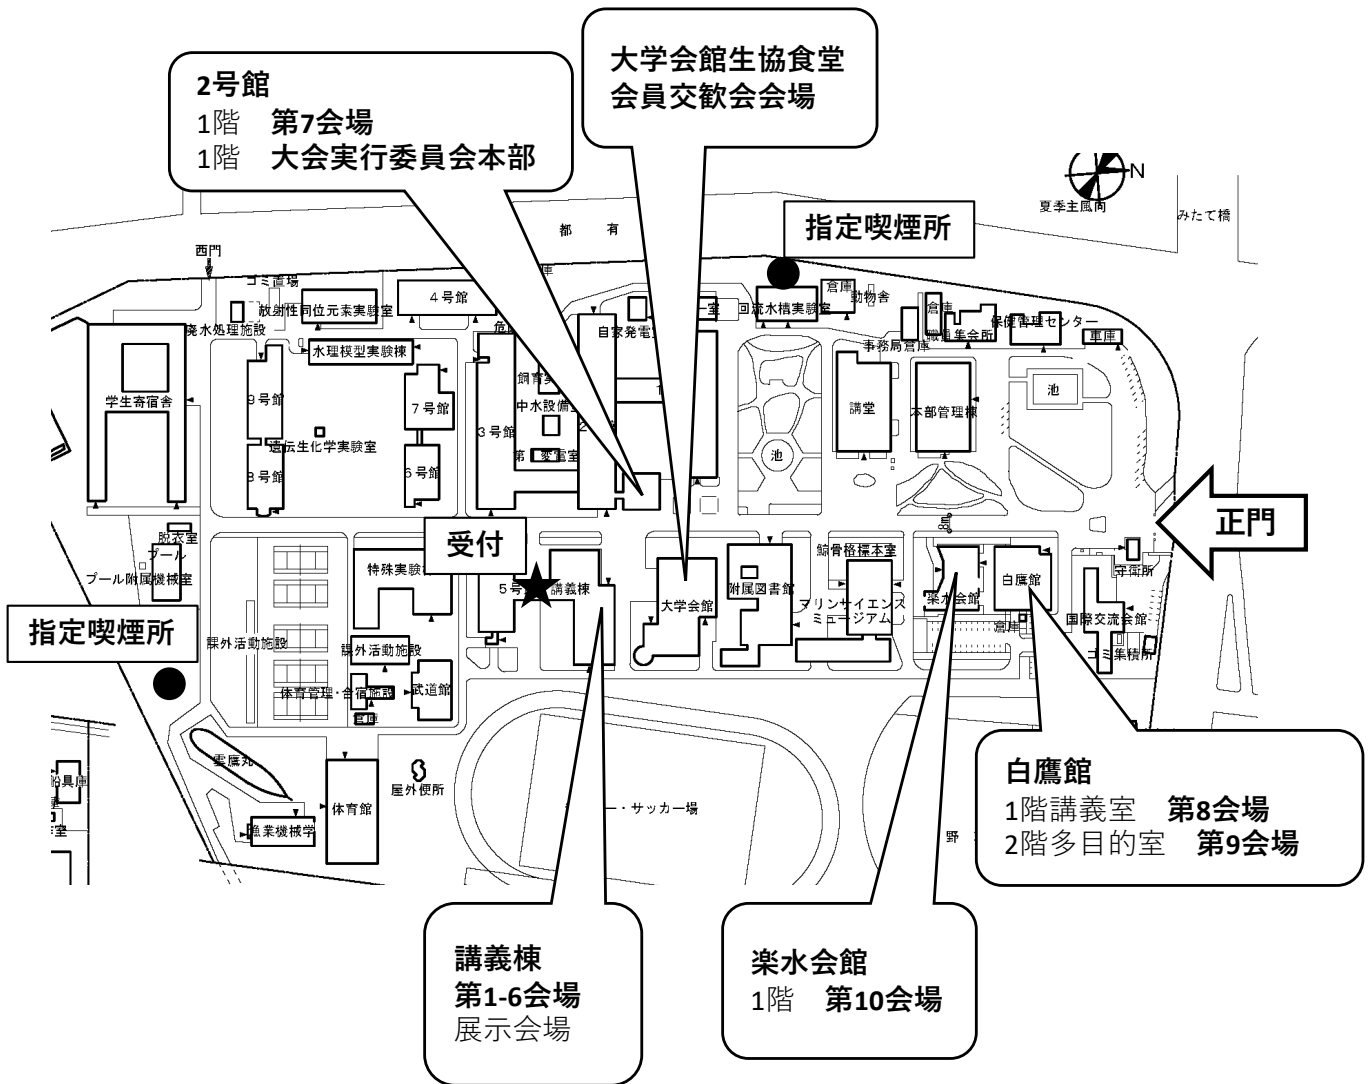 大学会館生協食堂
会員交歓会会場
2号館
1階 第7会場
1階 大会実行委員会本部
N
夏季主風向
みたて橋
指定喫煙所
都 有
西門
ゴミ置場
放射性同位元素実験室
4号館
廃水処理施設
水理模型実験棟
自家発電
回流水槽実験室
倉庫
動物舎
倉庫
事務局倉庫
職員集会所
保健管理センター
車庫
学生寄宿舎
9号館
7号館
遺伝生化学実験室
8号館
6号館
3号館
中水設備
講堂
本部管理棟
池
池
正門
受付
脱衣室
プール
プール附属機械室
特殊実験
講義棟
大学会館
附属図書館
鯨骨格標本室
マリンサイエンス
ミュージアム
楽水会館
白鷹館
倉庫
守衛所
国際交流会館
ゴミ集積所
指定喫煙所
課外活動施設
課外活動施設
体育管理・合宿施設
武道館
倉庫
雲鷹丸
屋外便所
体育館
漁業機械学
船具庫
・サッカー場
野
白鷹館
1階講義室 第8会場
2階多目的室 第9会場
講義棟
第1-6会場
展示会場
楽水会館
1階 第10会場